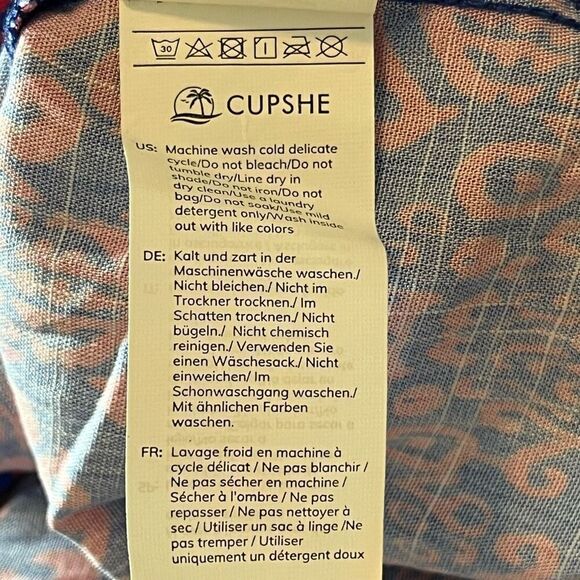 30
CUPSHE
US: Machine wash cold delicate
cycle/Do not bleach/Do not
tumble dry/Line dry in
shade/Do not iron/Do not
dry clean/Use a laundry
bag/Do not soak/Use mild
detergent only/Wash inside
out with like colors
DE: Kalt und zart in der
Maschinenwäsche waschen./
Nicht bleichen./ Nicht im
Trockner trocknen./ Im
Schatten trocknen./ Nicht
bügeln./ Nicht chemisch
reinigen./ Verwenden Sie
einen Wäschesack./ Nicht
einweichen/ Im
Schonwaschgang waschen./
Mit ähnlichen Farben
waschen.
FR: Lavage froid en machine à
cycle délicat / Ne pas blanchir /
Ne pas sécher en machine /
Sécher à l'ombre / Ne pas
repasser / Ne pas nettoyer à
sec / Utiliser un sac à linge /Ne
pas tremper / Utiliser
uniquement un détergent doux